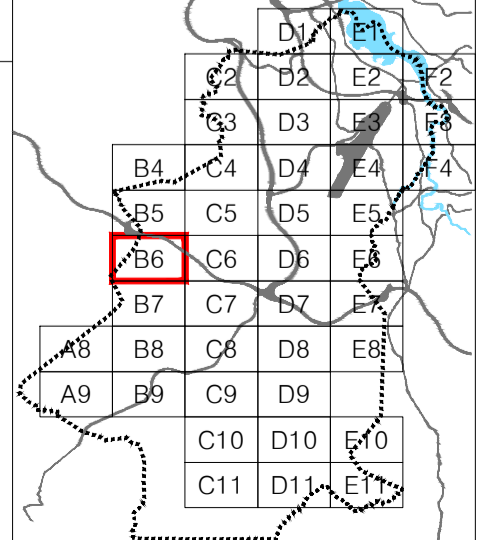 D1 E1
C2 D2 E2 F2
C3 D3 E3 F3
B4 C4 D4 E4 F4
B5 C5 D5 E5
B6 C6 D6 E6
B7 C7 D7 E7
A8 B8 C8 D8 E8
A9 B9 C9 D9
C10 D10 E10
C11 D11 E11